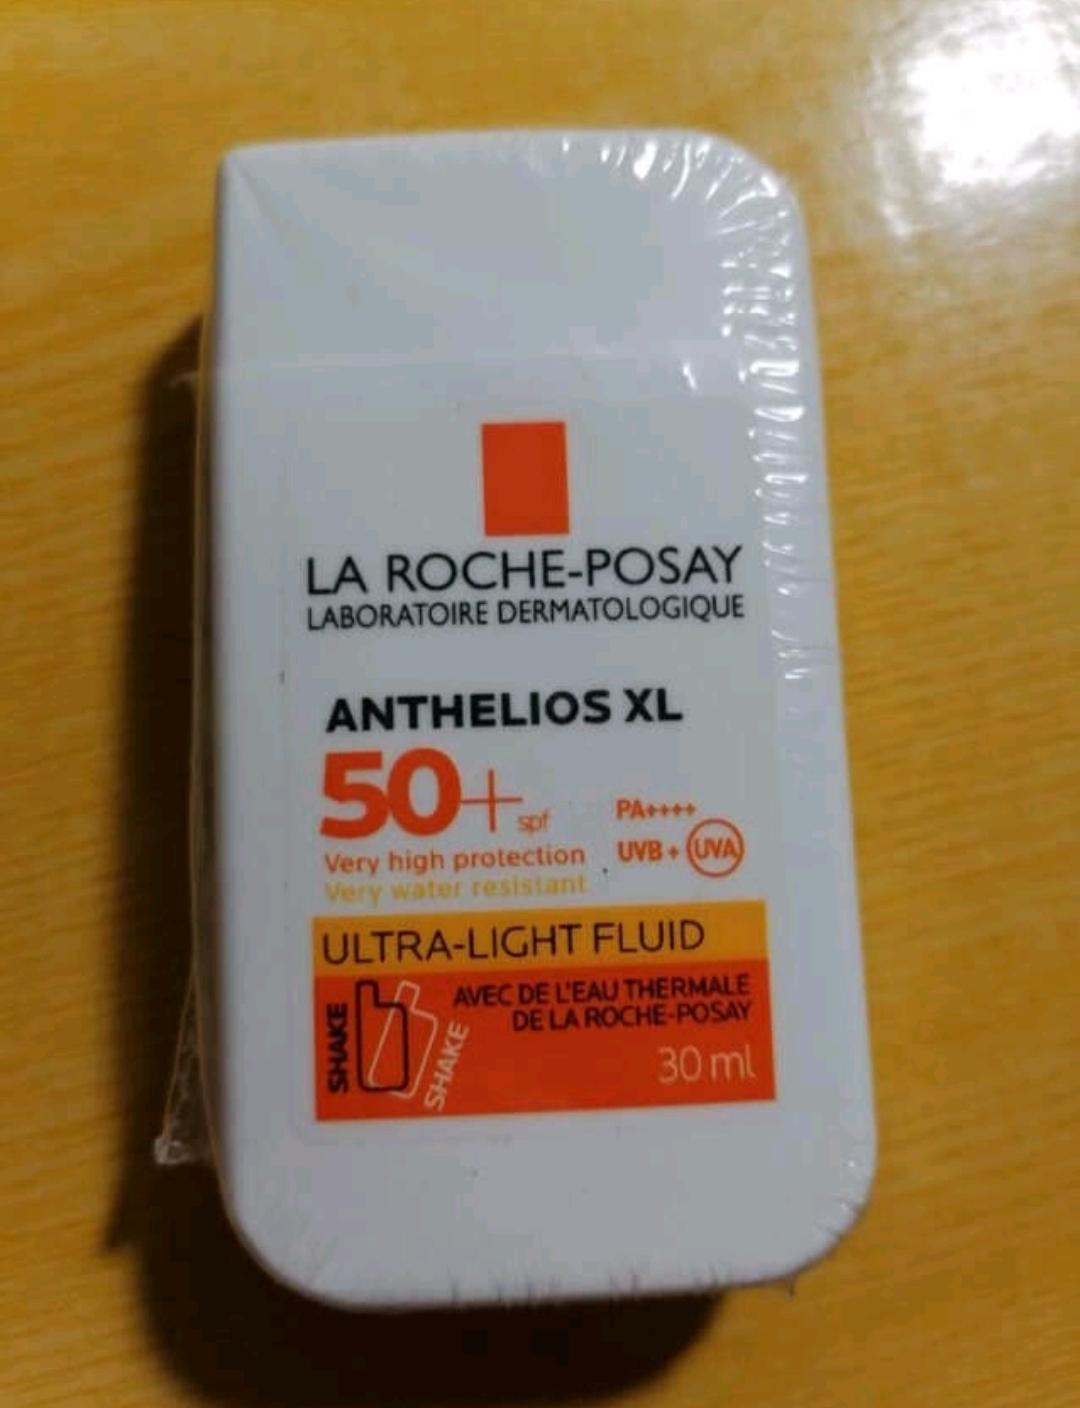 LA ROCHE-POSAY
LABORATOIRE DERMATOLOGIQUE
ANTHELIOS XL
50+ spf
PA++++
UVB + UVA
Very high protection
Very water resistant
ULTRA-LIGHT FLUID
SHAKE
SHAKE
AVEC DE L'EAU THERMALE
DE LA ROCHE-POSAY
30 ml